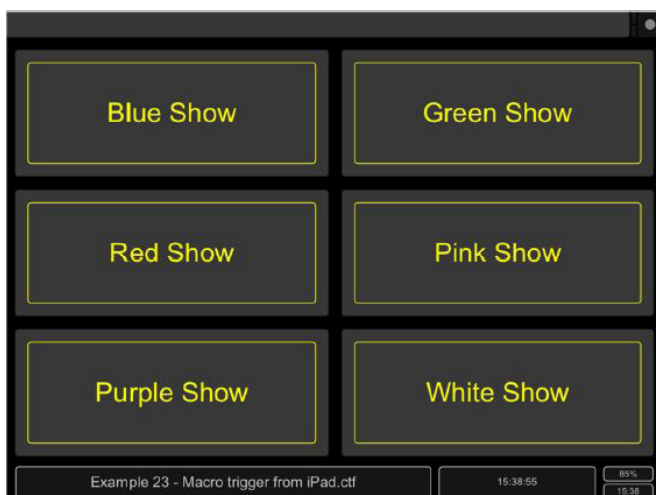 Blue Show
Green Show
Red Show
Pink Show
Purple Show
White Show
Example 23 - Macro trigger from iPad.ctf
15:38:55
85%
15:38